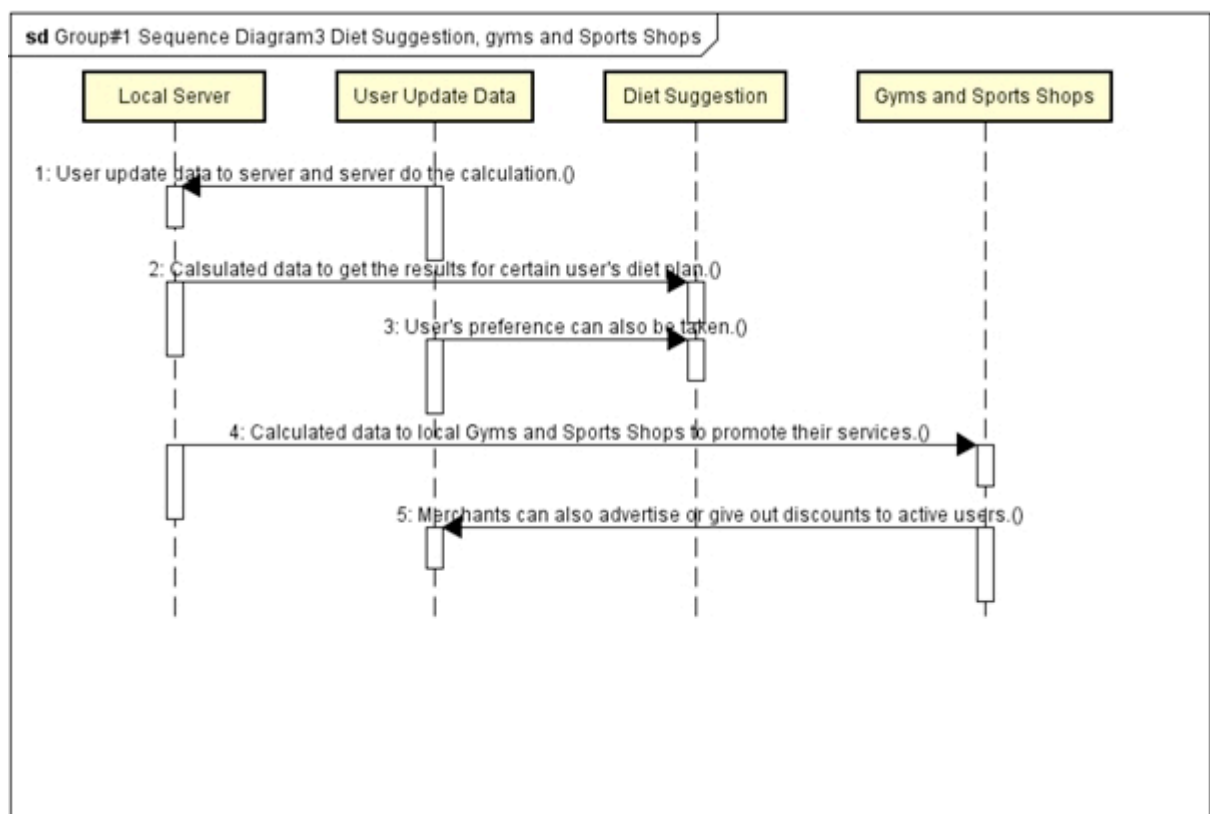 sd Group#1 Sequence Diagram3 Diet Suggestion, gyms and Sports Shops
Local Server
User Update Data
Diet Suggestion
Gyms and Sports Shops
1: User update data to server and server do the calculation.()
2: Calsulated data to get the results for certain user's diet plan.()
3: User's preference can also be taken.()
4: Calculated data to local Gyms and Sports Shops to promote their services.()
5: Merchants can also advertise or give out discounts to active users.()